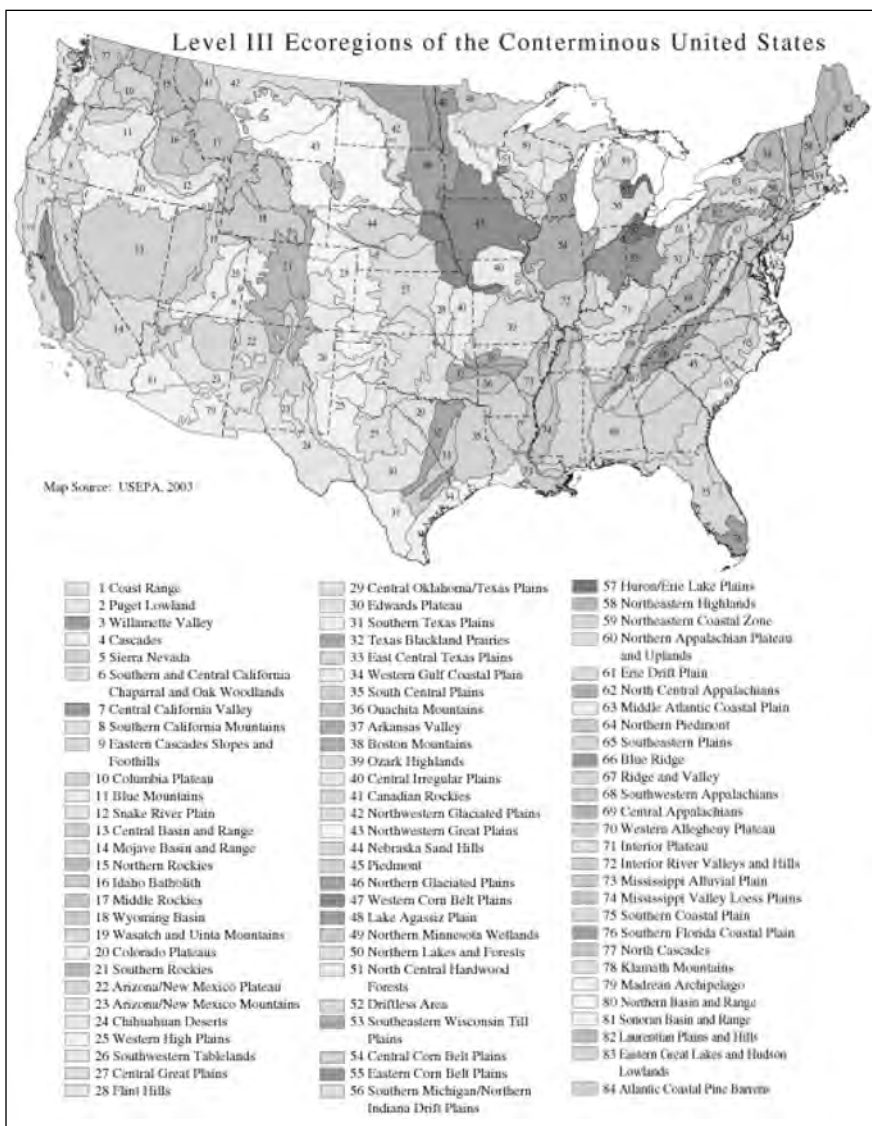 Level III Ecoregions of the Conterminous United States
Map Source: USEPA, 2003
1 Coast Range
2 Puget Lowland
3 Willamette Valley
4 Cascades
5 Sierra Nevada
6 Southern and Central California
Chaparral and Oak Woodlands
7 Central California Valley
8 Southern California Mountains
9 Eastern Cascades Slopes and
Foothills
10 Columbia Plateau
11 Blue Mountains
12 Snake River Plain
13 Central Basin and Range
14 Mojave Basin and Range
15 Northern Rockies
16 Idaho Batholith
17 Middle Rockies
18 Wyoming Basin
19 Wasatch and Uinta Mountains
20 Colorado Plateaus
21 Southern Rockies
22 Arizona/New Mexico Plateau
23 Arizona/New Mexico Mountains
24 Chihuahuan Deserts
25 Western High Plains
26 Southwestern Tablelands
27 Central Great Plains
28 Flint Hills
29 Central Oklahoma/Texas Plains
30 Edwards Plateau
31 Southern Texas Plains
32 Texas Blackland Prairies
33 East Central Texas Plains
34 Western Gulf Coastal Plain
35 South Central Plains
36 Ouachita Mountains
37 Arkansas Valley
38 Boston Mountains
39 Ozark Highlands
40 Central Irregular Plains
41 Canadian Rockies
42 Northwestern Glaciated Plains
43 Northwestern Great Plains
44 Nebraska Sand Hills
45 Piedmont
46 Northern Glaciated Plains
47 Western Corn Belt Plains
48 Lake Agassiz Plain
49 Northern Minnesota Wetlands
50 Northern Lakes and Forests
51 North Central Hardwood
Forests
52 Driftless Area
53 Southeastern Wisconsin Till
Plains
54 Central Corn Belt Plains
55 Eastern Corn Belt Plains
56 Southern Michigan/Northern
Indiana Drift Plains
57 Huron/Erie Lake Plains
58 Northeastern Highlands
59 Northeastern Coastal Zone
60 Northern Appalachian Plateau
and Uplands
61 Erie Drift Plain
62 North Central Appalachians
63 Middle Atlantic Coastal Plain
64 Northern Piedmont
65 Southeastern Plains
66 Blue Ridge
67 Ridge and Valley
68 Southwestern Appalachians
69 Central Appalachians
70 Western Allegheny Plateau
71 Interior Plateau
72 Interior River Valleys and Hills
73 Mississippi Alluvial Plain
74 Mississippi Valley Loess Plains
75 Southern Coastal Plain
76 Southern Florida Coastal Plain
77 North Cascades
78 Klamath Mountains
79 Madrean Archipelago
80 Northern Basin and Range
81 Sonoran Basin and Range
82 Laurentian Plains and Hills
83 Eastern Great Lakes and Hudson
Lowlands
84 Atlantic Coastal Pine Barrens